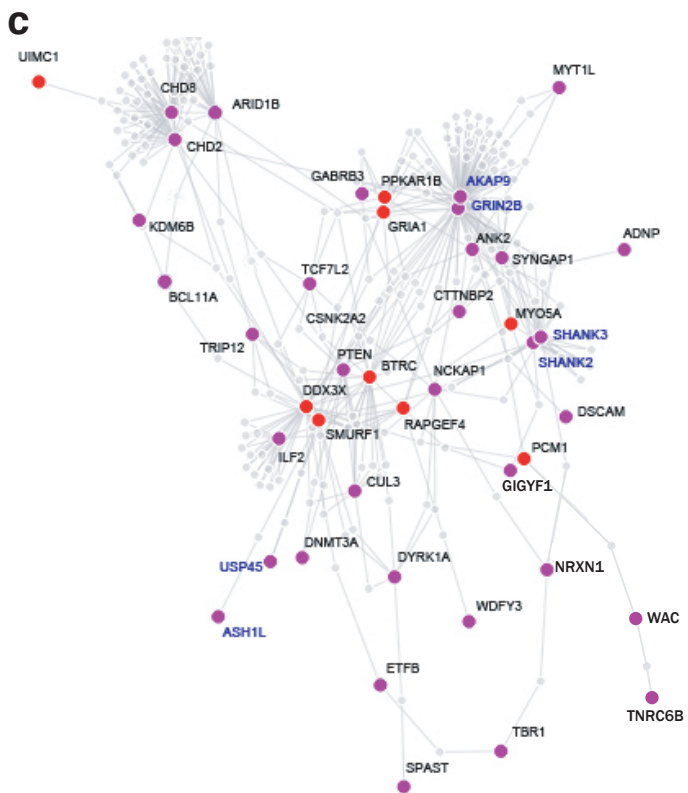 C
UIMC1
MYT1L
CHD8
ARID1B
CHD2
GABRB3
PPKAR1B
AKAP9
GRIN2B
GRIA1
KDM6B
ANK2
ADNP
SYNGAP1
TCF7L2
BCL11A
CTTNBP2
CSNK2A2
MYO5A
TRIP12
SHANK3
PTEN
BTRC
SHANK2
NCKAP1
DDX3X
DSCAM
SMURF1
RAPGEF4
PCM1
ILF2
CUL3
GIGYF1
DNMT3A
DYRK1A
USP45
NRXN1
WDFY3
WAC
ASH1L
ETFB
TNRC6B
TBR1
SPAST